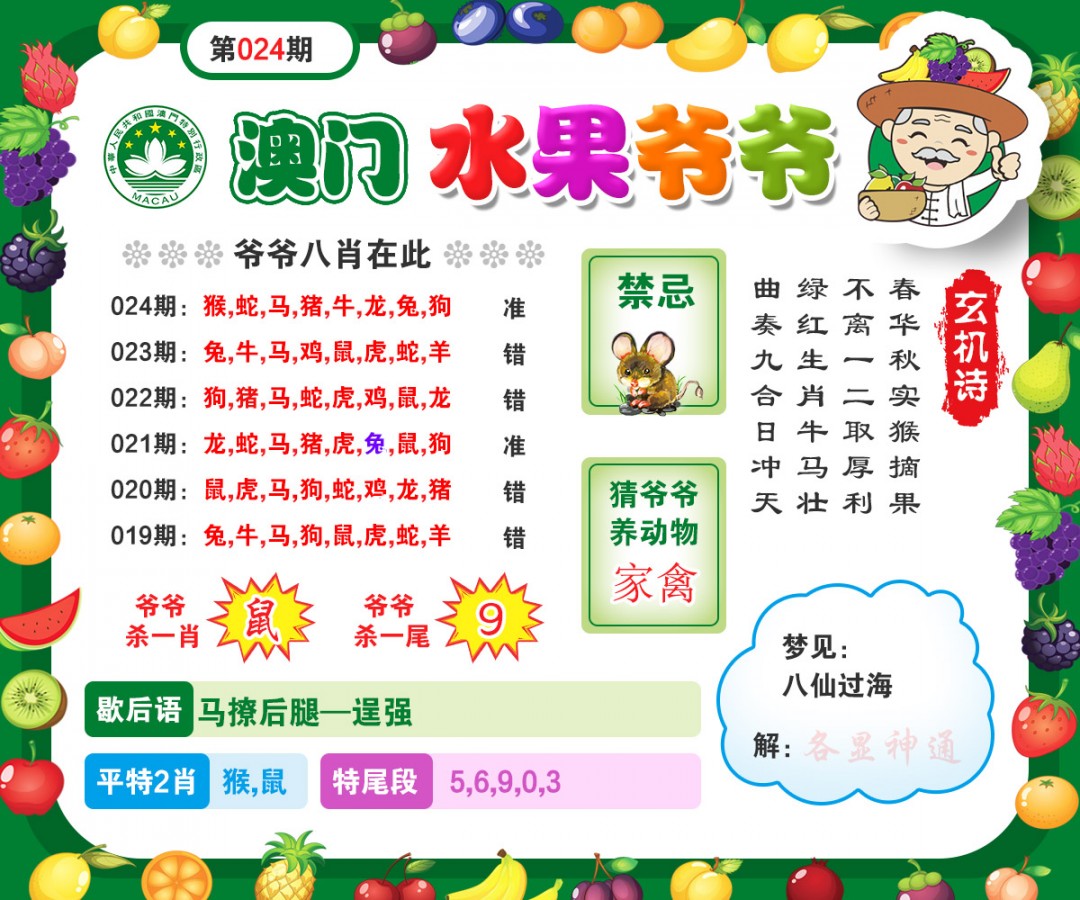 第024期
中華人民共和國澳門特別行政區
MACAU
澳门 水果爷爷
爷爷八肖在此
024期：猴,蛇,马,猪,牛,龙,兔,狗 准
023期：兔,牛,马,鸡,鼠,虎,蛇,羊 错
022期：狗,猪,马,蛇,虎,鸡,鼠,龙 错
021期：龙,蛇,马,猪,虎,兔,鼠,狗 准
020期：鼠,虎,马,狗,蛇,鸡,龙,猪 错
019期：兔,牛,马,狗,鼠,虎,蛇,羊 错
爷爷
杀一肖
鼠
爷爷
杀一尾
9
禁忌
猜爷爷
养动物
家禽
玄机诗
春华秋实猴摘果
不离一二取厚利
绿红生肖牛马壮
曲奏九合日冲天
歇后语 马撩后腿—逞强
平特2肖 猴,鼠
特尾段 5,6,9,0,3
梦见：
八仙过海
解：各显神通